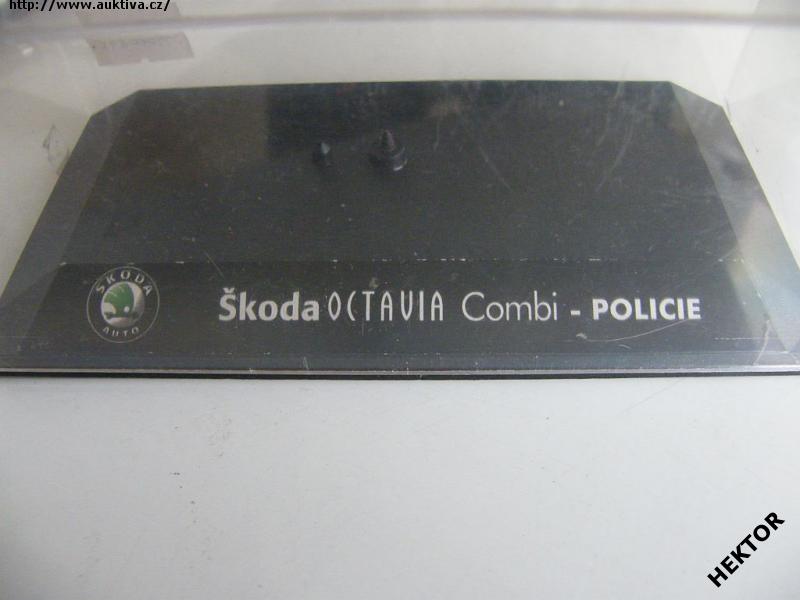 http://www.auktiva.cz/
ŠKODA
AUTO
Škoda OCTAVIA Combi - POLICIE
HEKTOR